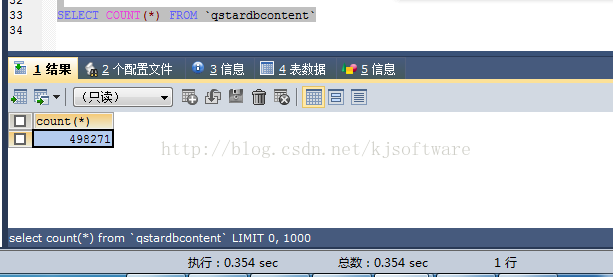 32
33 SELECT COUNT(*) FROM `qstardbcontent`
34
1 结果 2 个配置文件 3 信息 4 表数据 5 信息
(只读)
count(*)
498271
http://blog.csdn.net/kjsoftware
select count(*) from `qstardbcontent` LIMIT 0, 1000
执行：0.354 sec 总数：0.354 sec 1 行